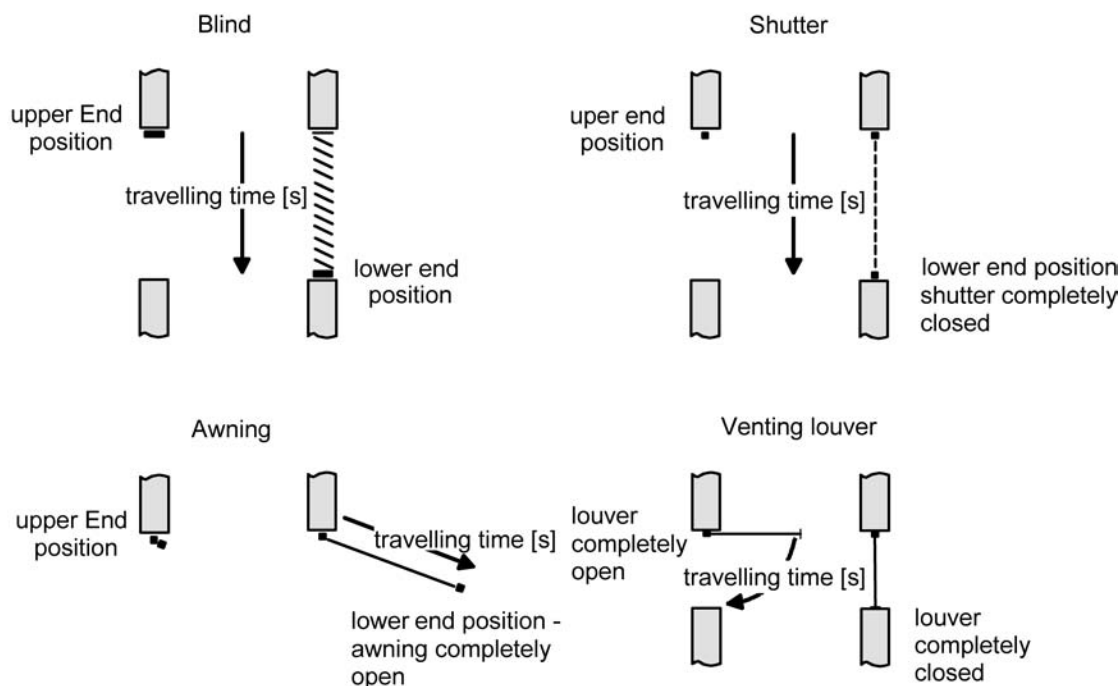 Blind
upper End
position
travelling time [s]
lower end
position
Shutter
uper end
position
travelling time [s]
lower end position
shutter completely
closed
Awning
upper End
position
travelling time [s]
lower end position -
awning completely
open
Venting louver
louver
completely
open
travelling time [s]
louver
completely
closed